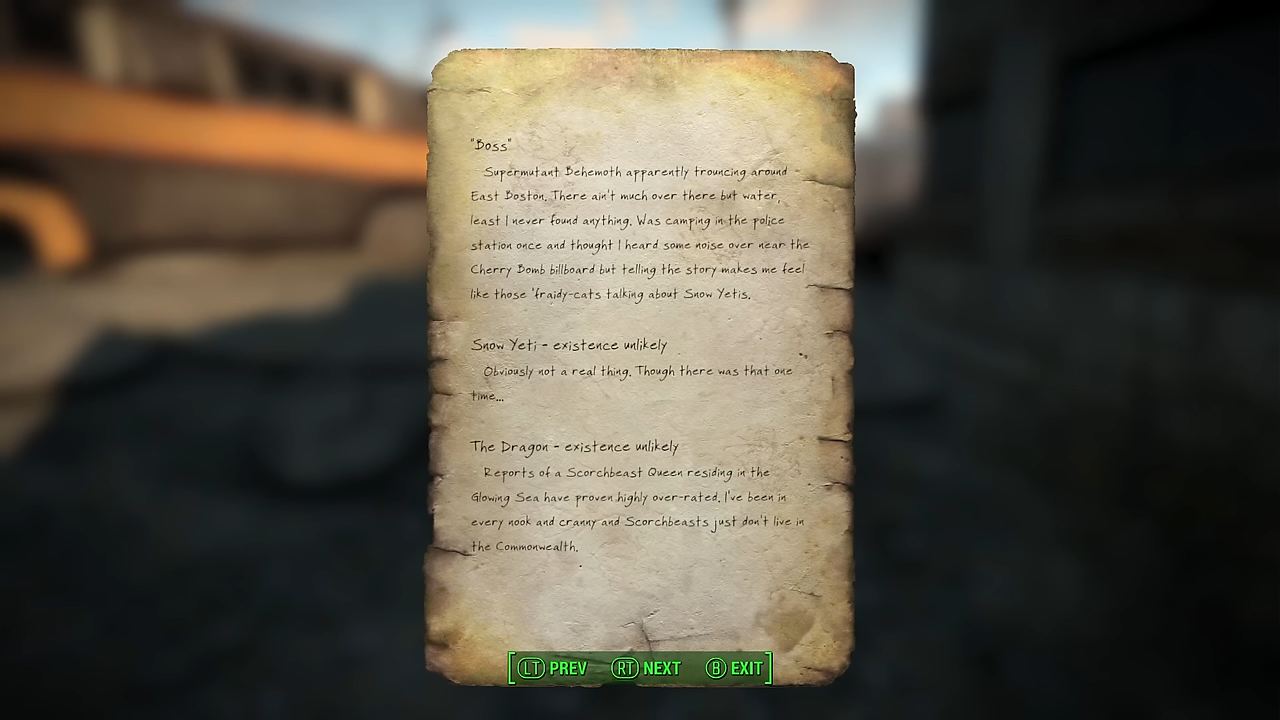 "Boss"
Supermutant Behemoth apparently trouncing around
East Boston. There ain't much over there but water,
least I never found anything. Was camping in the police
station once and thought I heard some noise over near the
Cherry Bomb billboard but telling the story makes me feel
like those 'fraidy-cats talking about Snow Yetis.
Snow Yeti - existence unlikely
Obviously not a real thing. Though there was that one
time...
The Dragon - existence unlikely
Reports of a Scorchbeast Queen residing in the
Glowing Sea have proven highly over-rated. I've been in
every nook and cranny and Scorchbeasts just don't live in
the Commonwealth.
LT PREV RT NEXT B EXIT